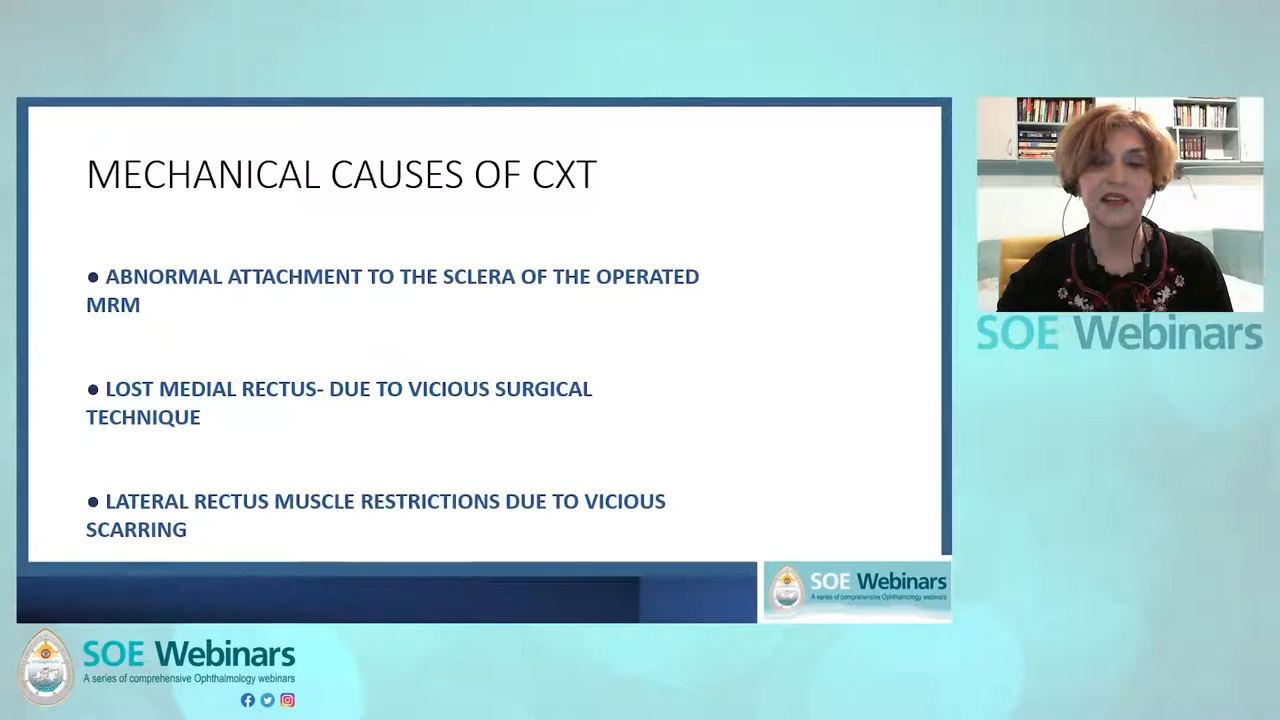 MECHANICAL CAUSES OF CXT
● ABNORMAL ATTACHMENT TO THE SCLERA OF THE OPERATED
MRM
● LOST MEDIAL RECTUS- DUE TO VICIOUS SURGICAL
TECHNIQUE
● LATERAL RECTUS MUSCLE RESTRICTIONS DUE TO VICIOUS
SCARRING
SOE Webinars
A series of comprehensive Ophthalmology webinars
SOE Webinars
SOE Webinars
A series of comprehensive Ophthalmology webinars